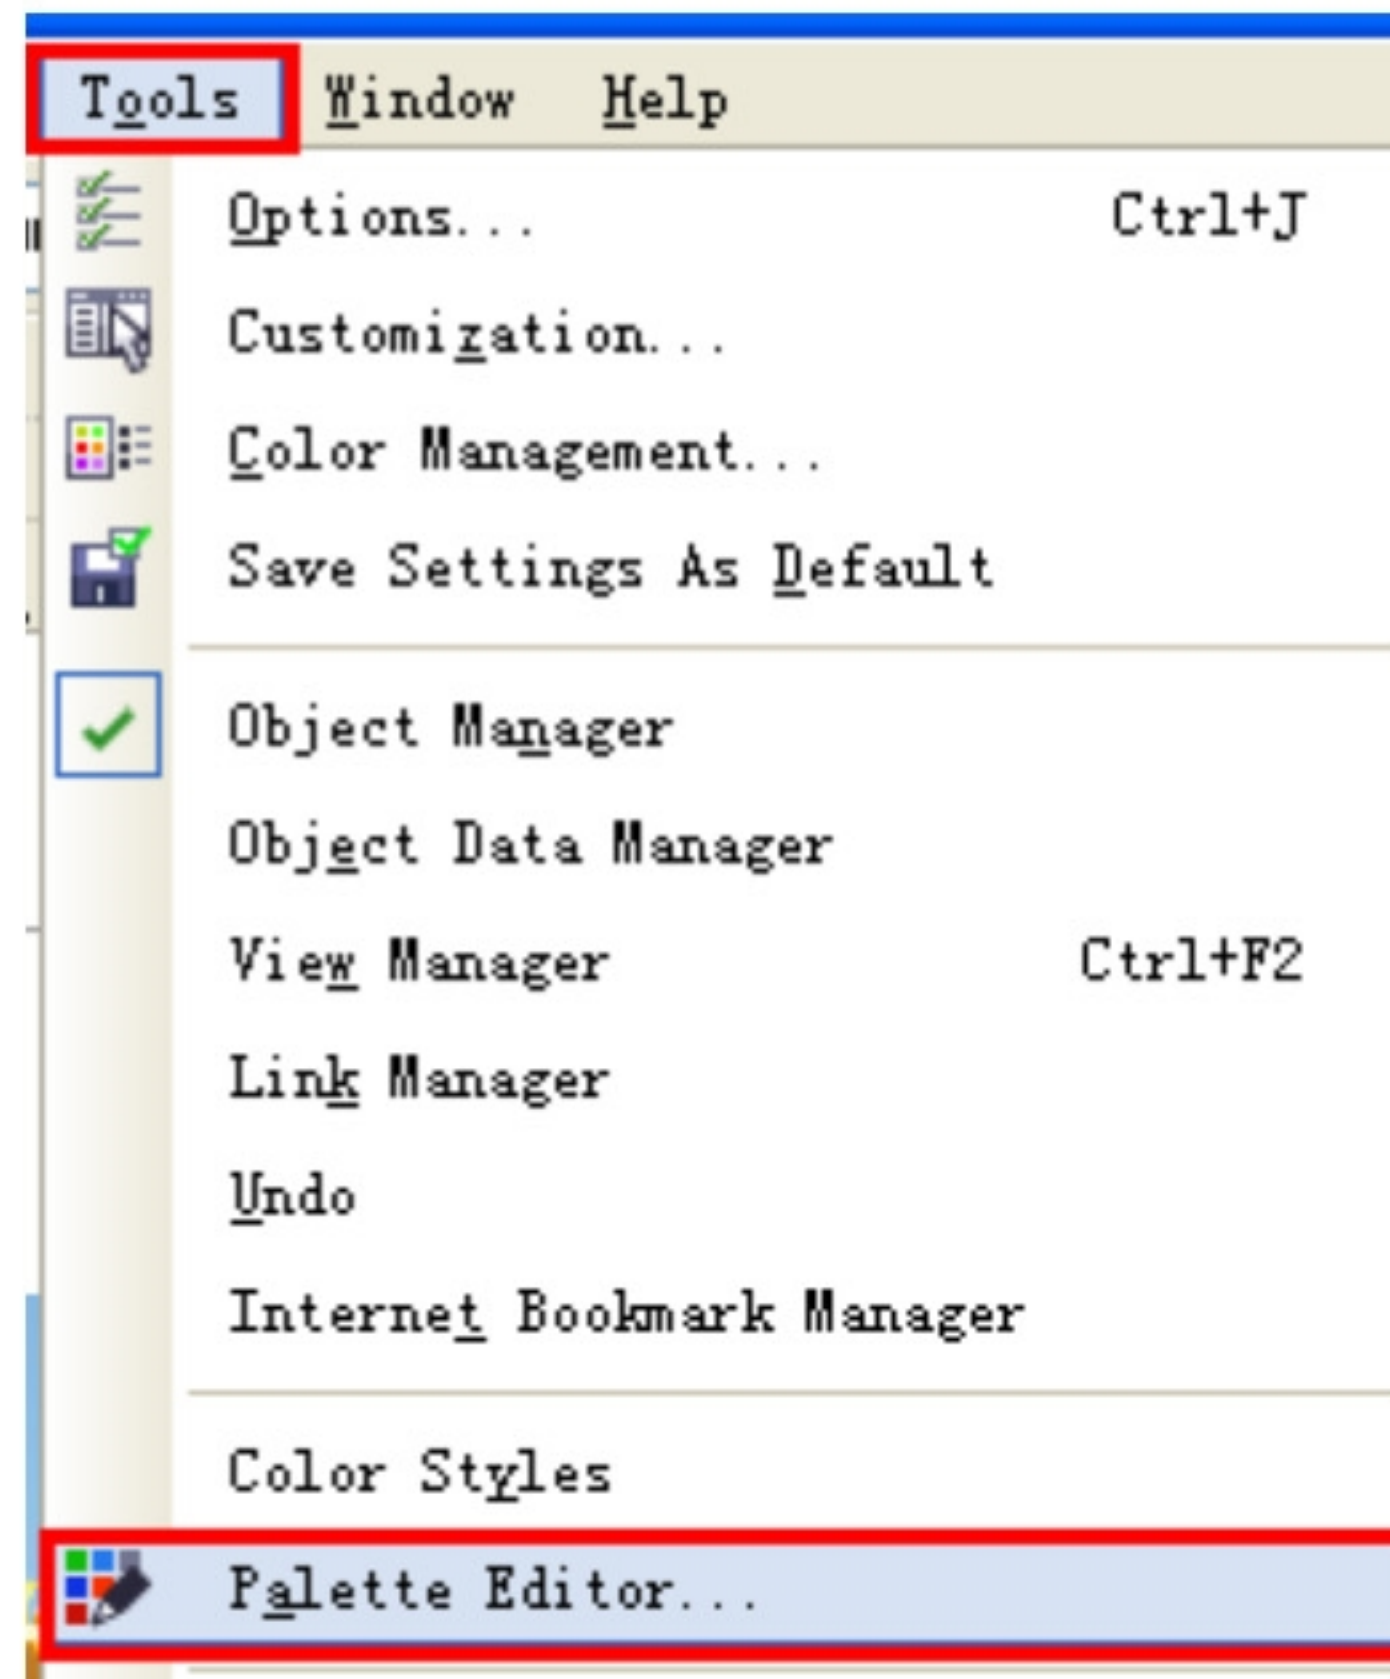 Tools Window Help
Options... Ctrl+J
Customization...
Color Management...
Save Settings As Default
Object Manager
Object Data Manager
View Manager Ctrl+F2
Link Manager
Undo
Internet Bookmark Manager
Color Styles
Palette Editor...